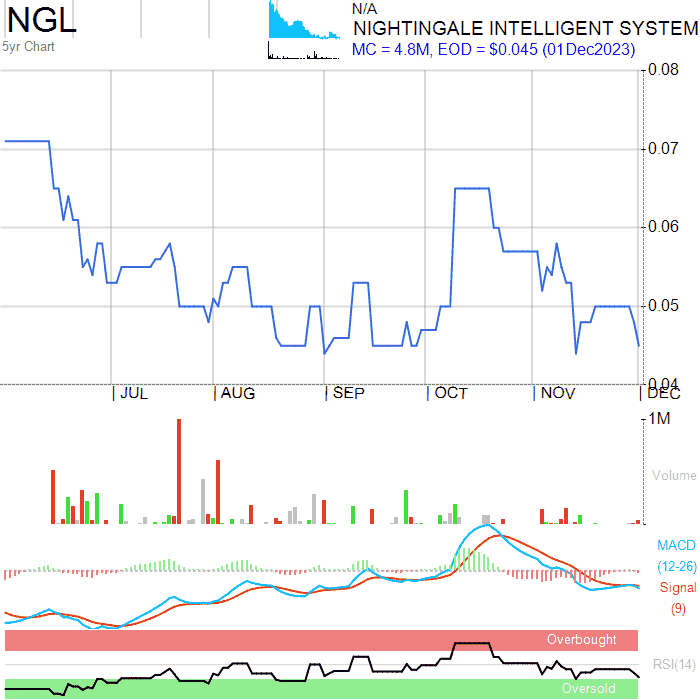 NGL
5yr Chart
N/A
NIGHTINGALE INTELLIGENT SYSTEM
MC = 4.8M, EOD = $0.045 (01Dec2023)
0.08
0.07
0.06
0.05
0.04
JUL AUG SEP OCT NOV DEC
1M
Volume
MACD
(12-26)
Signal
(9)
Overbought
RSI(14)
Oversold